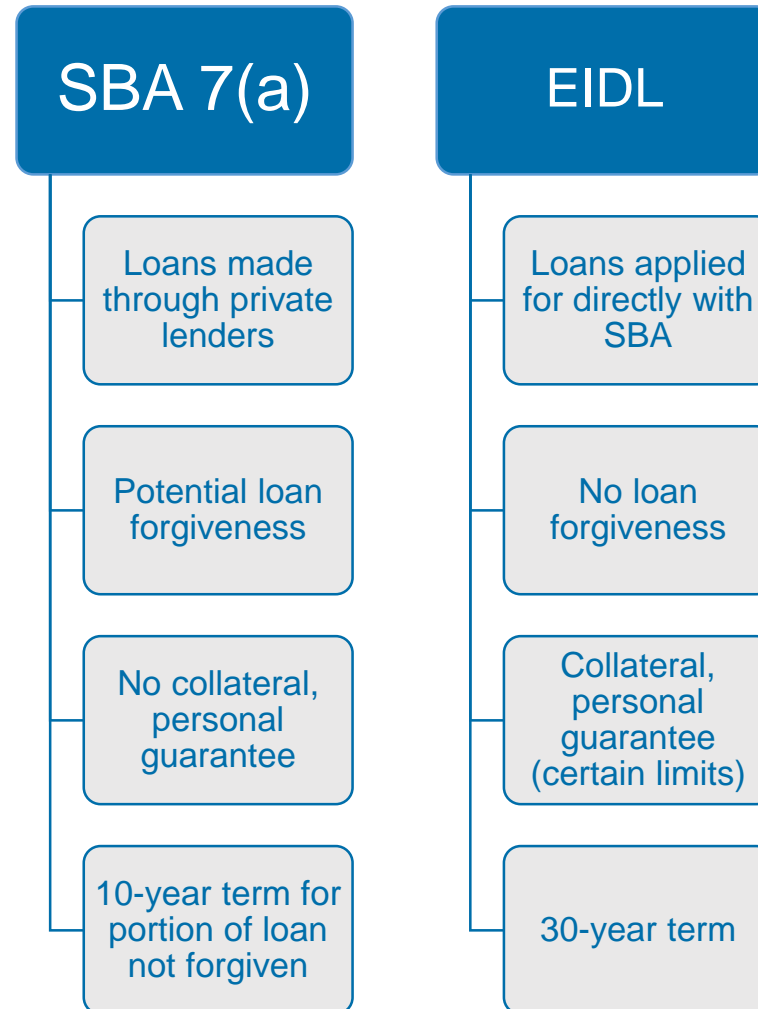 SBA 7(a)
Loans made
through private
lenders
Potential loan
forgiveness
No collateral,
personal
guarantee
10-year term for
portion of loan
not forgiven
EIDL
Loans applied
for directly with
SBA
No loan
forgiveness
Collateral,
personal
guarantee
(certain limits)
30-year term